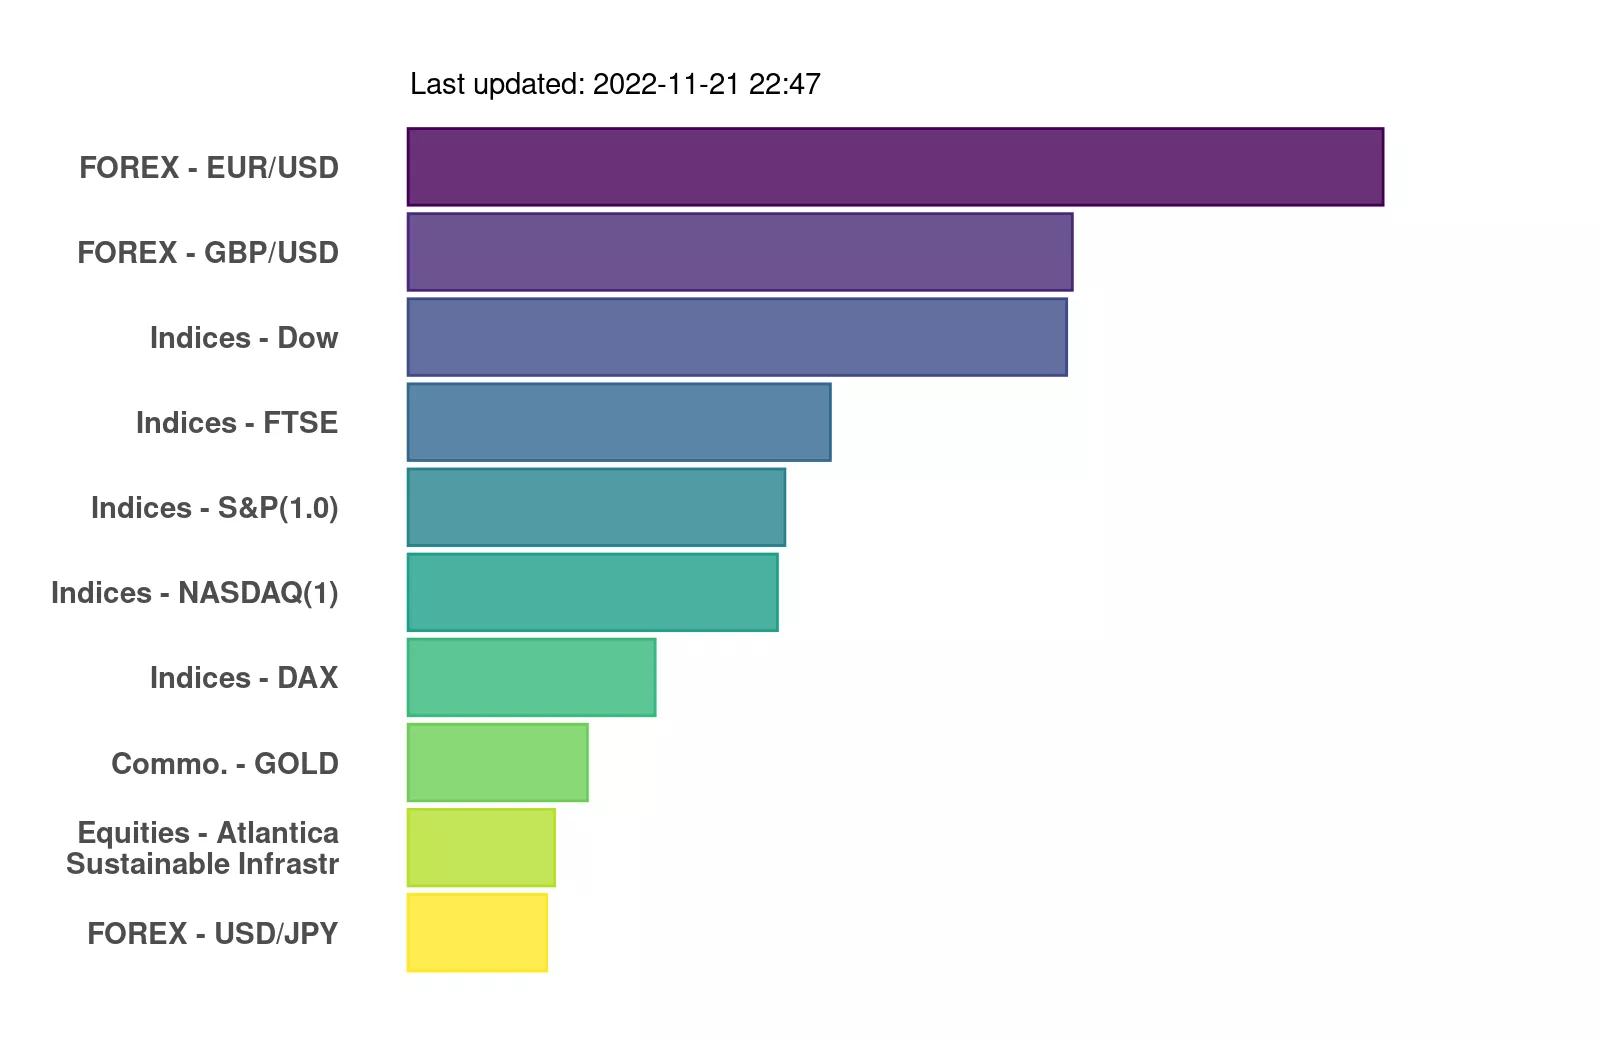 Last updated: 2022-11-21 22:47
FOREX - EUR/USD
FOREX - GBP/USD
Indices - Dow
Indices - FTSE
Indices - S&P(1.0)
Indices - NASDAQ(1)
Indices - DAX
Commo. - GOLD
Equities - Atlantica
Sustainable Infrastr
FOREX - USD/JPY